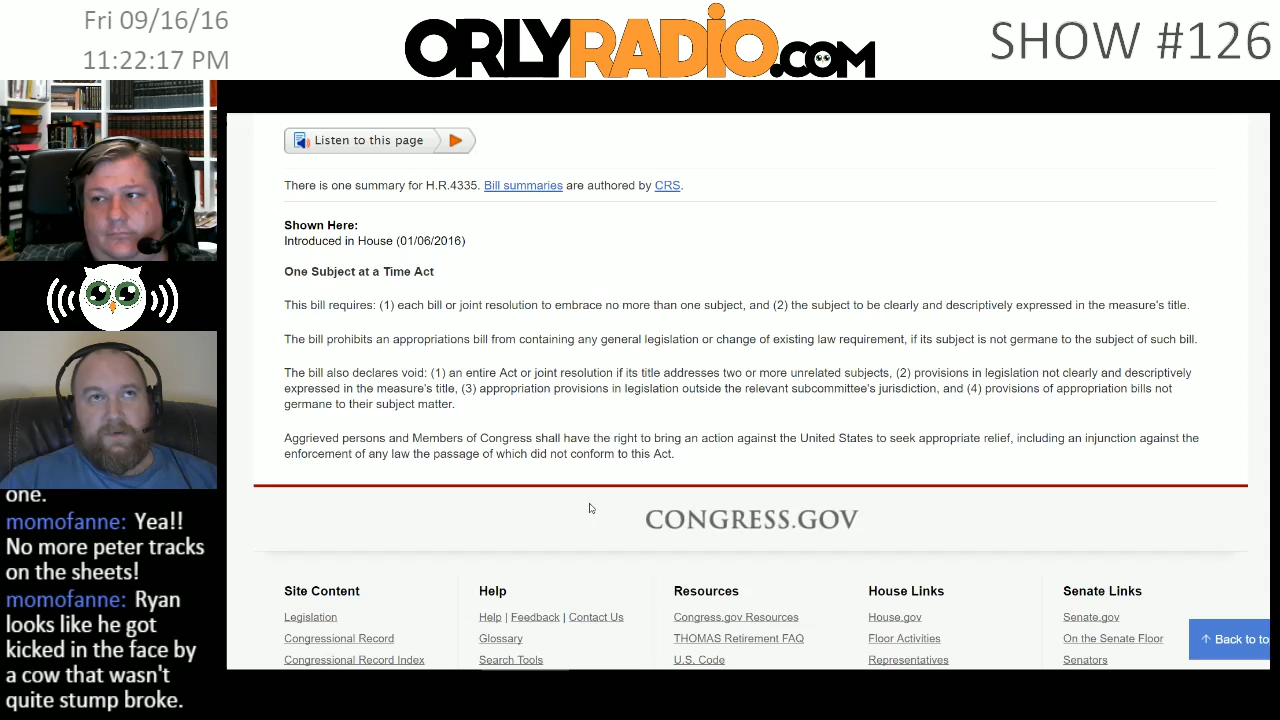 Fri 09/16/16
11:22:17 PM
ORLYRADIO.COM
SHOW #126
Listen to this page
There is one summary for H.R.4335. Bill summaries are authored by CRS.
Shown Here:
Introduced in House (01/06/2016)
One Subject at a Time Act
This bill requires: (1) each bill or joint resolution to embrace no more than one subject, and (2) the subject to be clearly and descriptively expressed in the measure's title.
The bill prohibits an appropriations bill from containing any general legislation or change of existing law requirement, if its subject is not germane to the subject of such bill.
The bill also declares void: (1) an entire Act or joint resolution if its title addresses two or more unrelated subjects, (2) provisions in legislation not clearly and descriptively
expressed in the measure's title, (3) appropriation provisions in legislation outside the relevant subcommittee's jurisdiction, and (4) provisions of appropriation bills not
germane to their subject matter.
Aggrieved persons and Members of Congress shall have the right to bring an action against the United States to seek appropriate relief, including an injunction against the
enforcement of any law the passage of which did not conform to this Act.
CONGRESS.GOV
Site Content
Legislation
Congressional Record
Congressional Record Index
Help
Help | Feedback | Contact Us
Glossary
Search Tools
Resources
Congress.gov Resources
THOMAS Retirement FAQ
U.S. Code
House Links
House.gov
Floor Activities
Representatives
Senate Links
Senate.gov
On the Senate Floor
Senators
Back to to
one.
momofanne: Yea!!
No more peter tracks
on the sheets!
momofanne: Ryan
looks like he got
kicked in the face by
a cow that wasn't
quite stump broke.